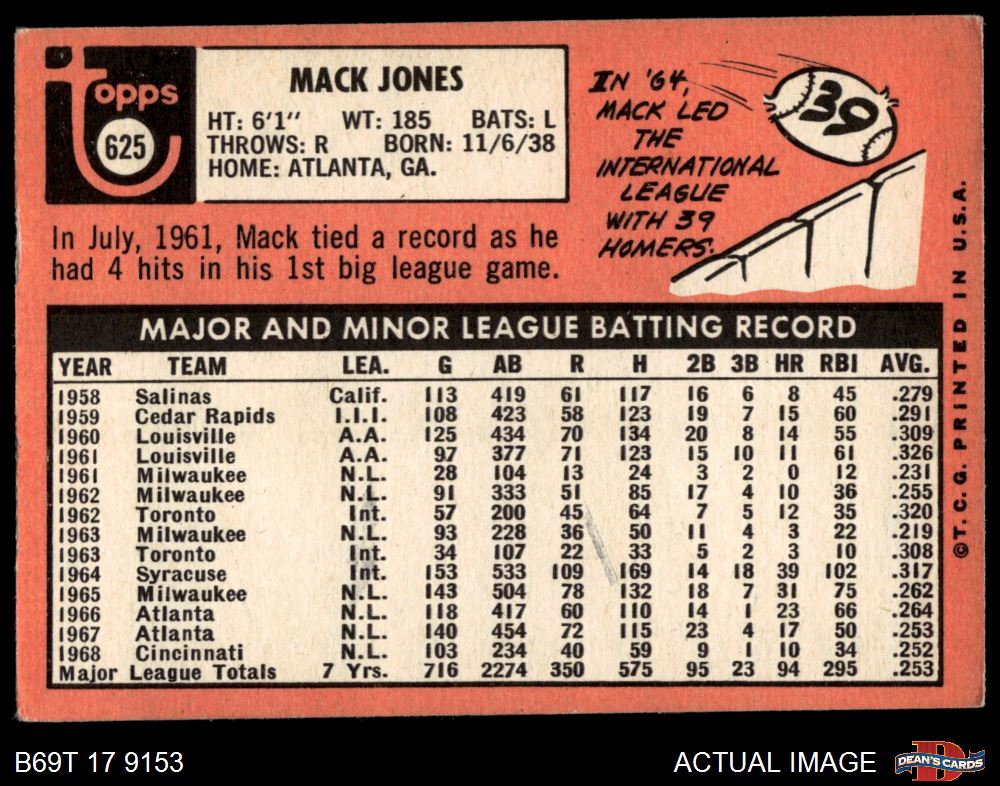 Topps
625
MACK JONES
HT: 6'1" WT: 185 BATS: L
THROWS: R BORN: 11/6/38
HOME: ATLANTA, GA.
IN '64,
MACK LED
THE
INTERNATIONAL
LEAGUE
WITH 39
HOMERS.
39
In July, 1961, Mack tied a record as he
had 4 hits in his 1st big league game.
MAJOR AND MINOR LEAGUE BATTING RECORD
YEAR TEAM LEA. G AB R H 2B 3B HR RBI AVG.
1958 Salinas Calif. 113 419 61 117 16 6 8 45 .279
1959 Cedar Rapids I.I.I. 108 423 58 123 19 7 15 60 .291
1960 Louisville A.A. 125 434 70 134 20 8 14 55 .309
1961 Louisville A.A. 97 377 71 123 15 10 11 61 .326
1961 Milwaukee N.L. 28 104 13 24 3 2 0 12 .231
1962 Milwaukee N.L. 91 333 51 85 17 4 10 36 .255
1962 Toronto Int. 57 200 45 64 7 5 12 35 .320
1963 Milwaukee N.L. 93 228 36 50 11 4 3 22 .219
1963 Toronto Int. 34 107 22 33 5 2 3 10 .308
1964 Syracuse Int. 153 533 109 169 14 18 39 102 .317
1965 Milwaukee N.L. 143 504 78 132 18 7 31 75 .262
1966 Atlanta N.L. 118 417 60 110 14 1 23 66 .264
1967 Atlanta N.L. 140 454 72 115 23 4 17 50 .253
1968 Cincinnati N.L. 103 234 40 59 9 1 10 34 .252
Major League Totals 7 Yrs. 716 2274 350 575 95 23 94 295 .253
©T.C.G. PRINTED IN U.S.A.
B69T 17 9153
ACTUAL IMAGE
D
DEAN'S CARDS